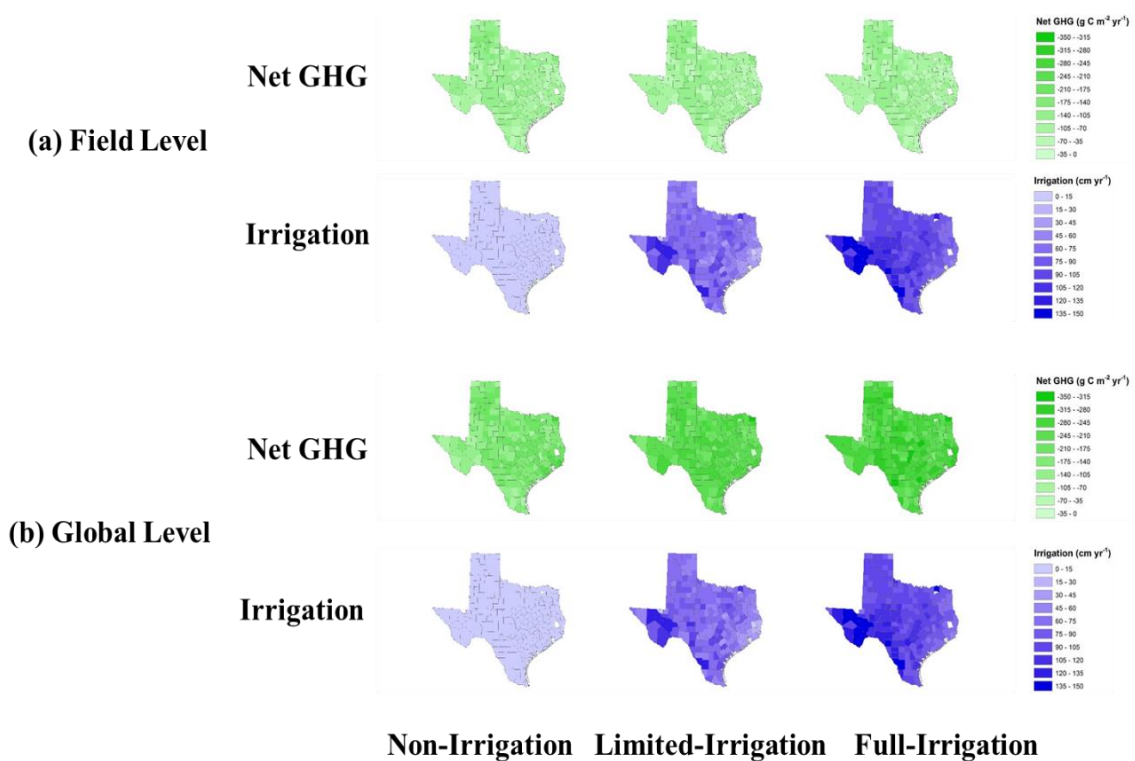 Net GHG
(a) Field Level
Net GHG (g C m⁻² yr⁻¹)
-350 - -315
-315 - -280
-280 - -245
-245 - -210
-210 - -175
-175 - -140
-140 - -105
-105 - -70
-70 - -35
-35 - 0
Irrigation
Irrigation (cm yr⁻¹)
0 - 15
15 - 30
30 - 45
45 - 60
60 - 75
75 - 90
90 - 105
105 - 120
120 - 135
135 - 150
Net GHG
(b) Global Level
Net GHG (g C m⁻² yr⁻¹)
-350 - -315
-315 - -280
-280 - -245
-245 - -210
-210 - -175
-175 - -140
-140 - -105
-105 - -70
-70 - -35
-35 - 0
Irrigation
Irrigation (cm yr⁻¹)
0 - 15
15 - 30
30 - 45
45 - 60
60 - 75
75 - 90
90 - 105
105 - 120
120 - 135
135 - 150
Non-Irrigation Limited-Irrigation Full-Irrigation